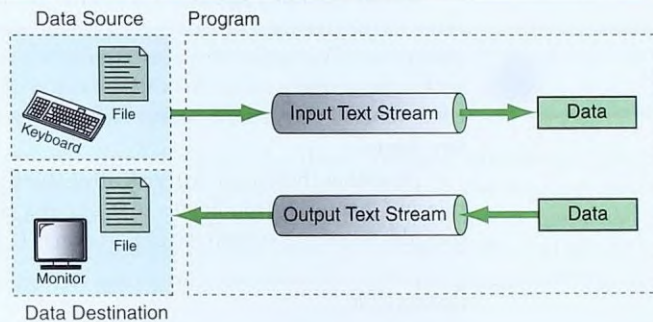 Data Source Program
File
Keyboard
Input Text Stream
Data
File
Monitor
Output Text Stream
Data
Data Destination